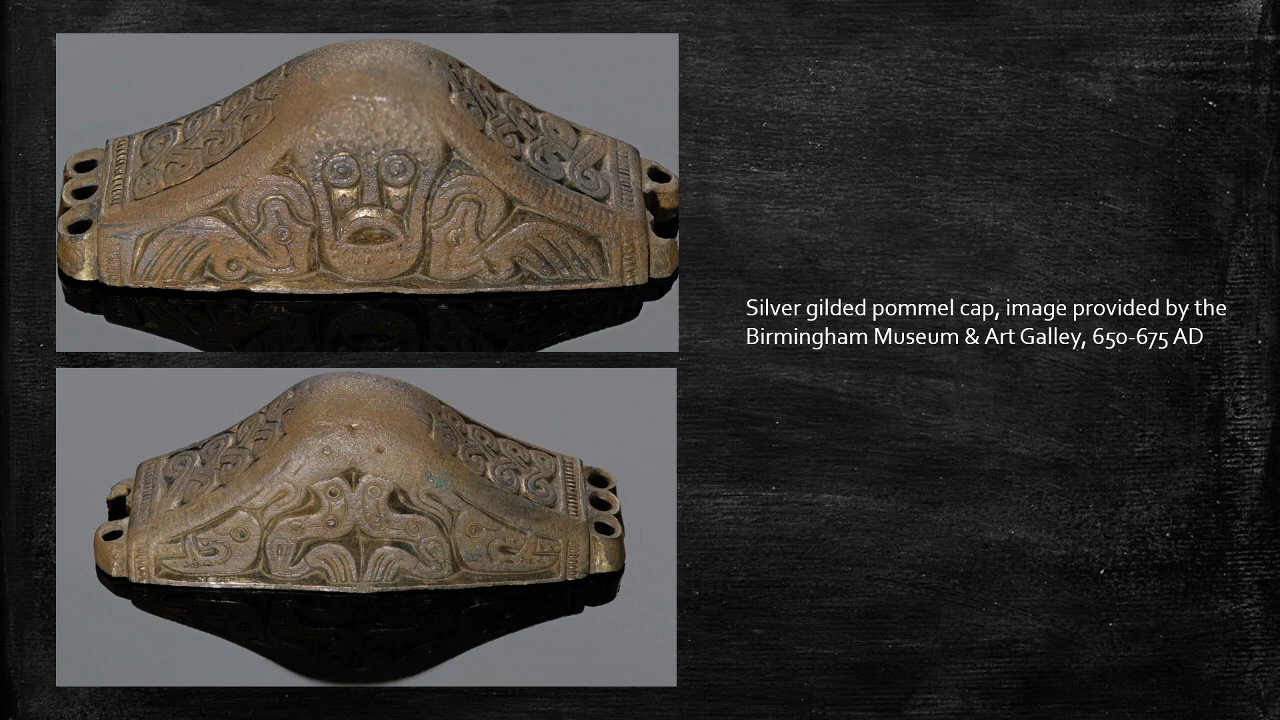 Silver gilded pommel cap, image provided by the
Birmingham Museum & Art Galley, 650-675 AD